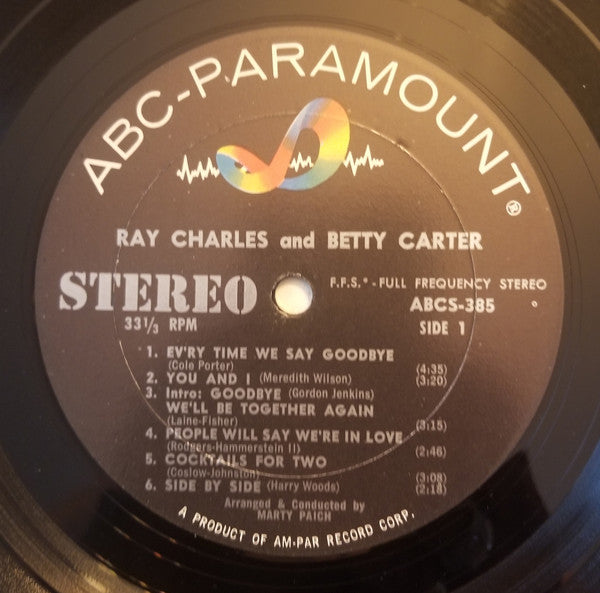 ABC-PARAMOUNT®
RAY CHARLES and BETTY CARTER
STEREO
F.F.S.* - FULL FREQUENCY STEREO
ABCS-385
33⅓ RPM
SIDE 1
1. EV'RY TIME WE SAY GOODBYE
(Cole Porter) (4:35)
2. YOU AND I (Meredith Wilson) (3:20)
3. Intro: GOODBYE (Gordon Jenkins)
WE'LL BE TOGETHER AGAIN
(Laine-Fisher) (3:15)
4. PEOPLE WILL SAY WE'RE IN LOVE
(Rodgers-Hammerstein II) (2:46)
5. COCKTAILS FOR TWO
(Coslow-Johnston) (3:08)
6. SIDE BY SIDE (Harry Woods) (2:18)
Arranged & Conducted by
MARTY PAICH
A PRODUCT OF AM-PAR RECORD CORP.